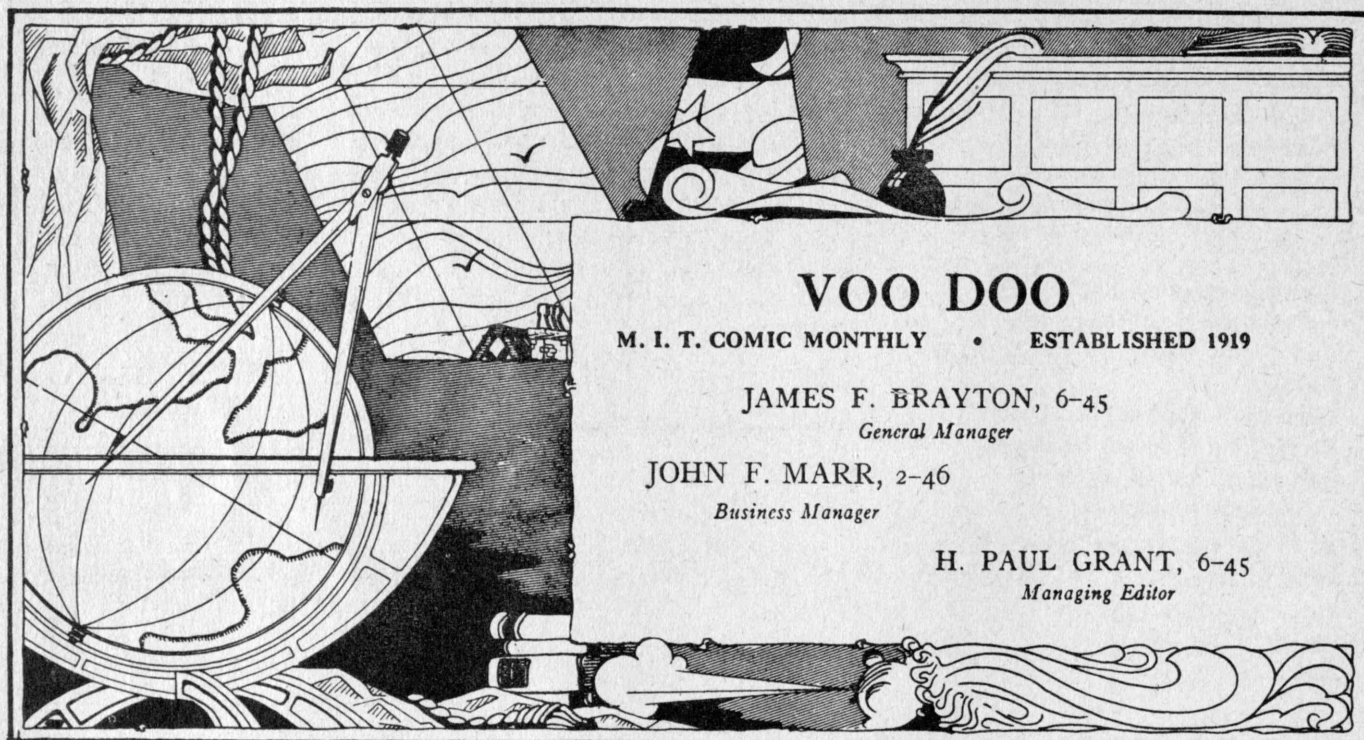 VOO DOO
M. I. T. COMIC MONTHLY • ESTABLISHED 1919
JAMES F. BRAYTON, 6-45
General Manager
JOHN F. MARR, 2-46
Business Manager
H. PAUL GRANT, 6-45
Managing Editor